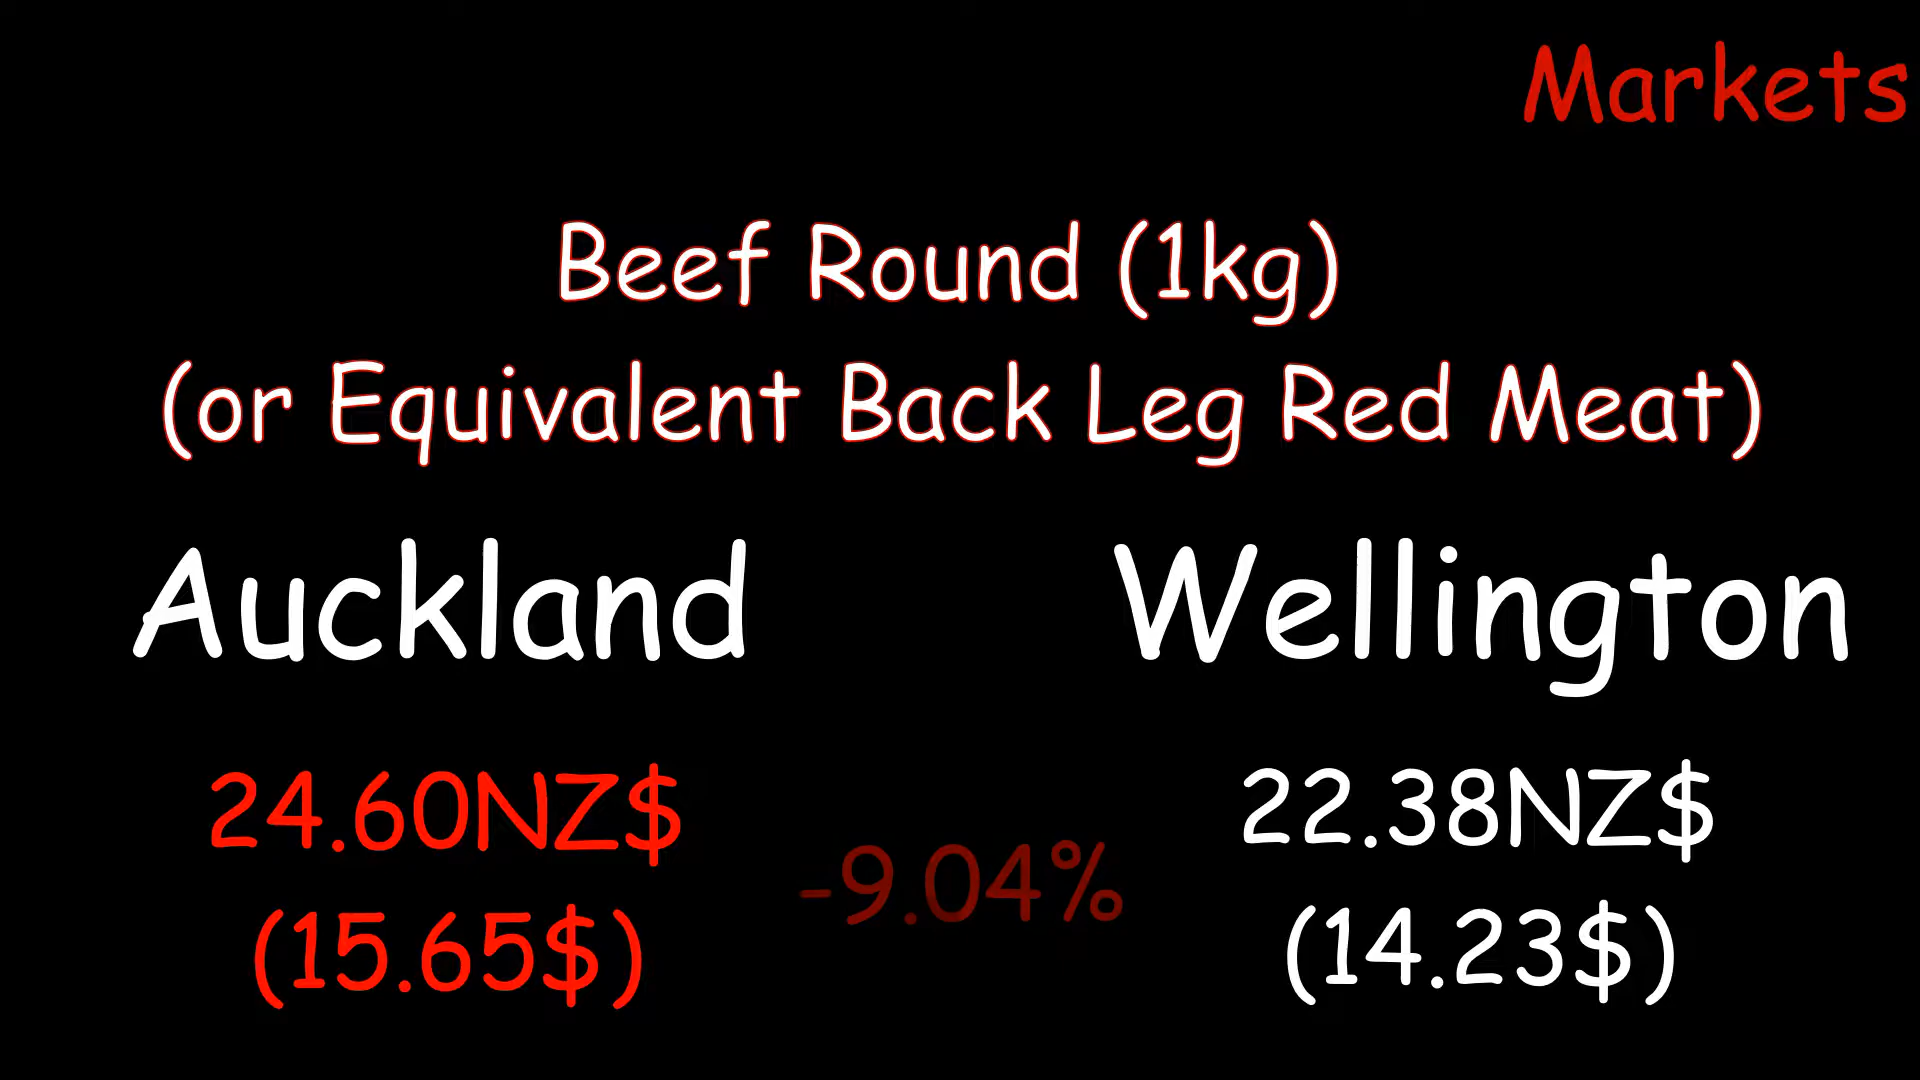 Markets
Beef Round (1kg)
(or Equivalent Back Leg Red Meat)
Auckland Wellington
24.60NZ$ 22.38NZ$
-9.04%
(15.65$) (14.23$)